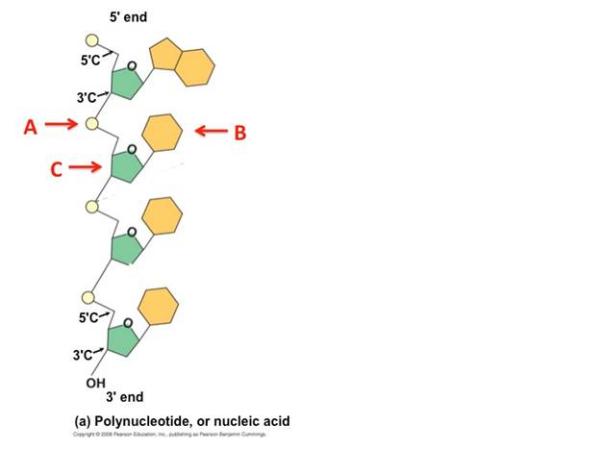 5' end
5'C
O
3'C
A
B
O
C
O
5'C
O
3'C
OH
3' end
(a) Polynucleotide, or nucleic acid
Copyright © 2008 Pearson Education, Inc., publishing as Pearson Benjamin Cummings.